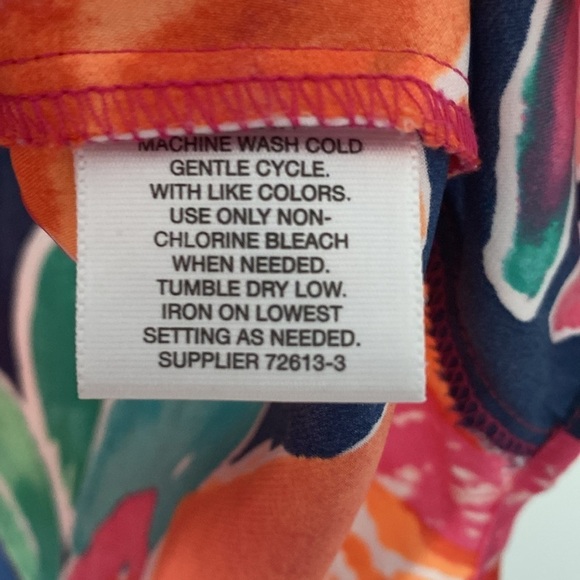 MACHINE WASH COLD
GENTLE CYCLE.
WITH LIKE COLORS.
USE ONLY NON-
CHLORINE BLEACH
WHEN NEEDED.
TUMBLE DRY LOW.
IRON ON LOWEST
SETTING AS NEEDED.
SUPPLIER 72613-3